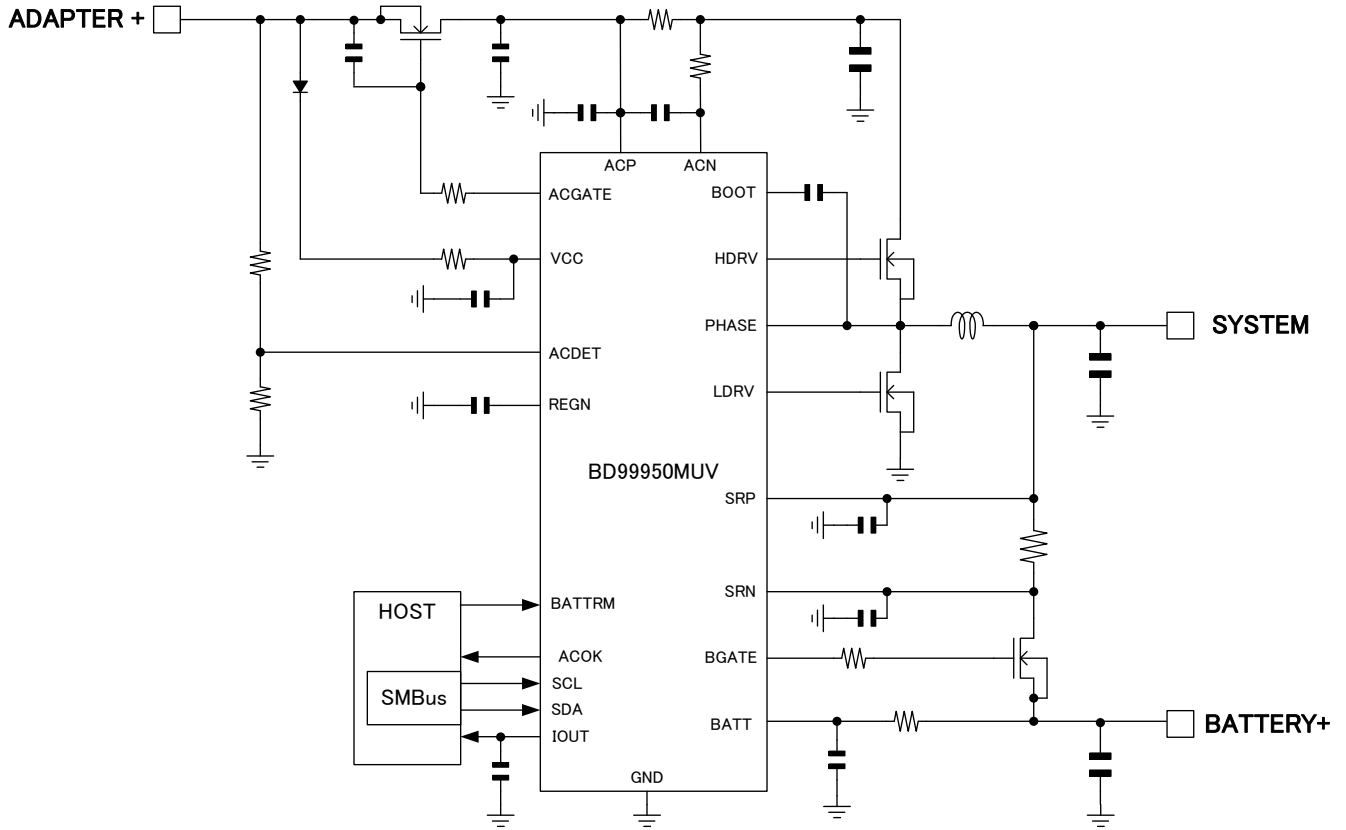 ADAPTER +
ACP
ACN
ACGATE
BOOT
VCC
HDRV
PHASE
SYSTEM
ACDET
LDRV
REGN
BD99950MUV
SRP
SRN
HOST
BATTRM
ACOK
BGATE
SCL
SMBus
SDA
BATT
BATTERY+
IOUT
GND